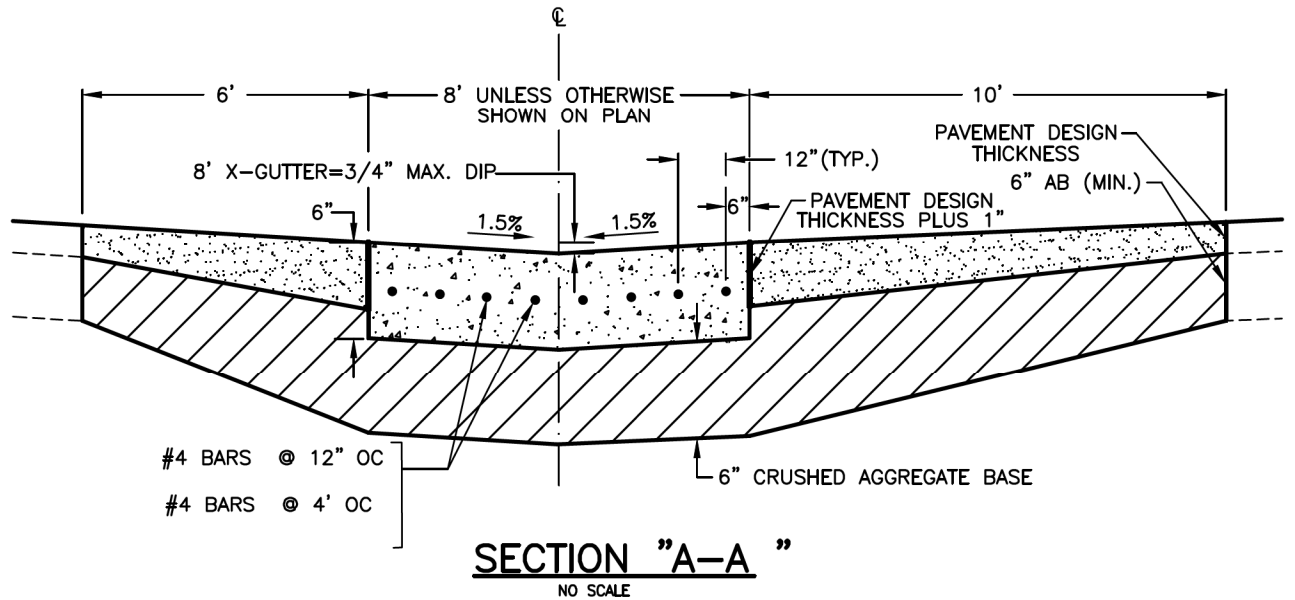 ℄
6'
8' UNLESS OTHERWISE
SHOWN ON PLAN
10'
8' X-GUTTER=3/4" MAX. DIP
12"(TYP.)
PAVEMENT DESIGN
THICKNESS
6" AB (MIN.)
6"
1.5%
1.5%
6"
PAVEMENT DESIGN
THICKNESS PLUS 1"
#4 BARS @ 12" OC
#4 BARS @ 4' OC
6" CRUSHED AGGREGATE BASE
SECTION "A-A "
NO SCALE